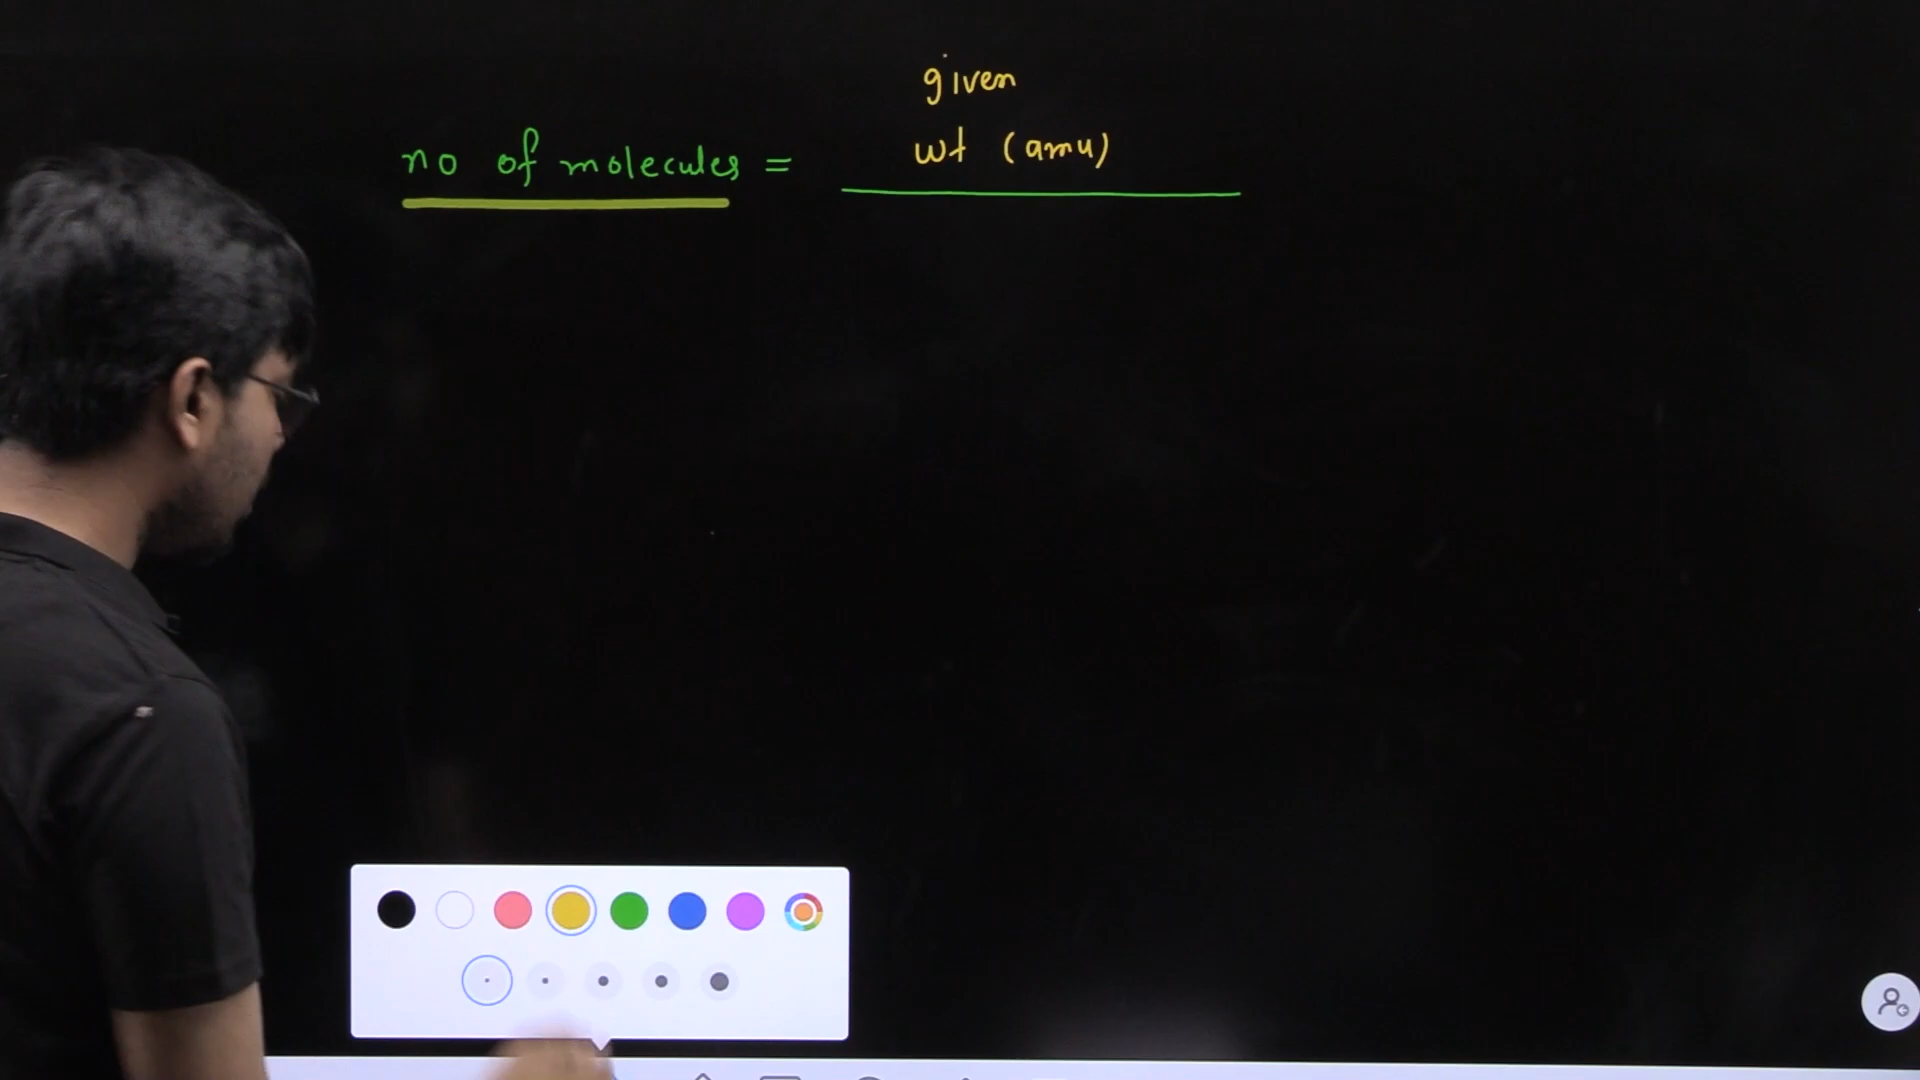 given
no of molecules = wt (amu)